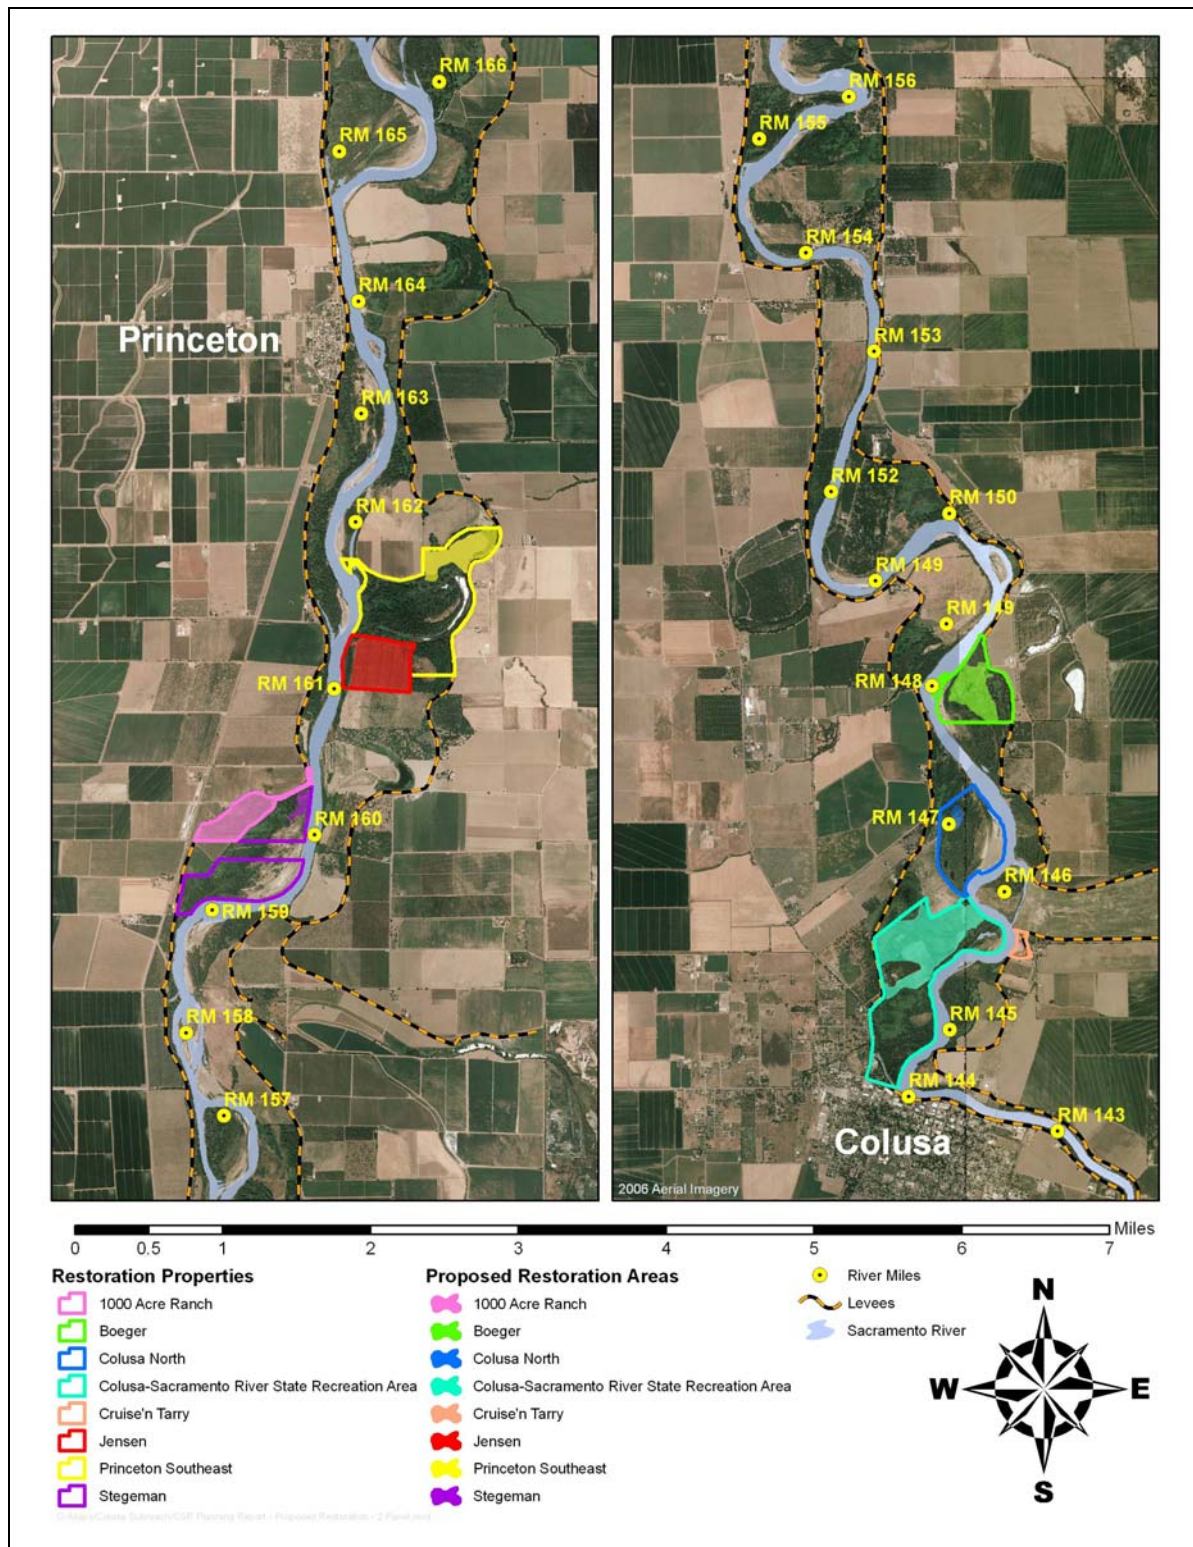 RM 166
RM 165
RM 164
Princeton
RM 163
RM 162
RM 161
RM 160
RM 159
RM 158
RM 157
RM 156
RM 155
RM 154
RM 153
RM 152
RM 150
RM 149
RM 149
RM 148
RM 147
RM 146
RM 145
RM 144
RM 143
Colusa
2006 Aerial Imagery
Miles
0 0.5 1 2 3 4 5 6 7
Restoration Properties
1000 Acre Ranch
Boeger
Colusa North
Colusa-Sacramento River State Recreation Area
Cruise'n Tarry
Jensen
Princeton Southeast
Stegeman
Proposed Restoration Areas
1000 Acre Ranch
Boeger
Colusa North
Colusa-Sacramento River State Recreation Area
Cruise'n Tarry
Jensen
Princeton Southeast
Stegeman
River Miles
Levees
Sacramento River
N
W E
S